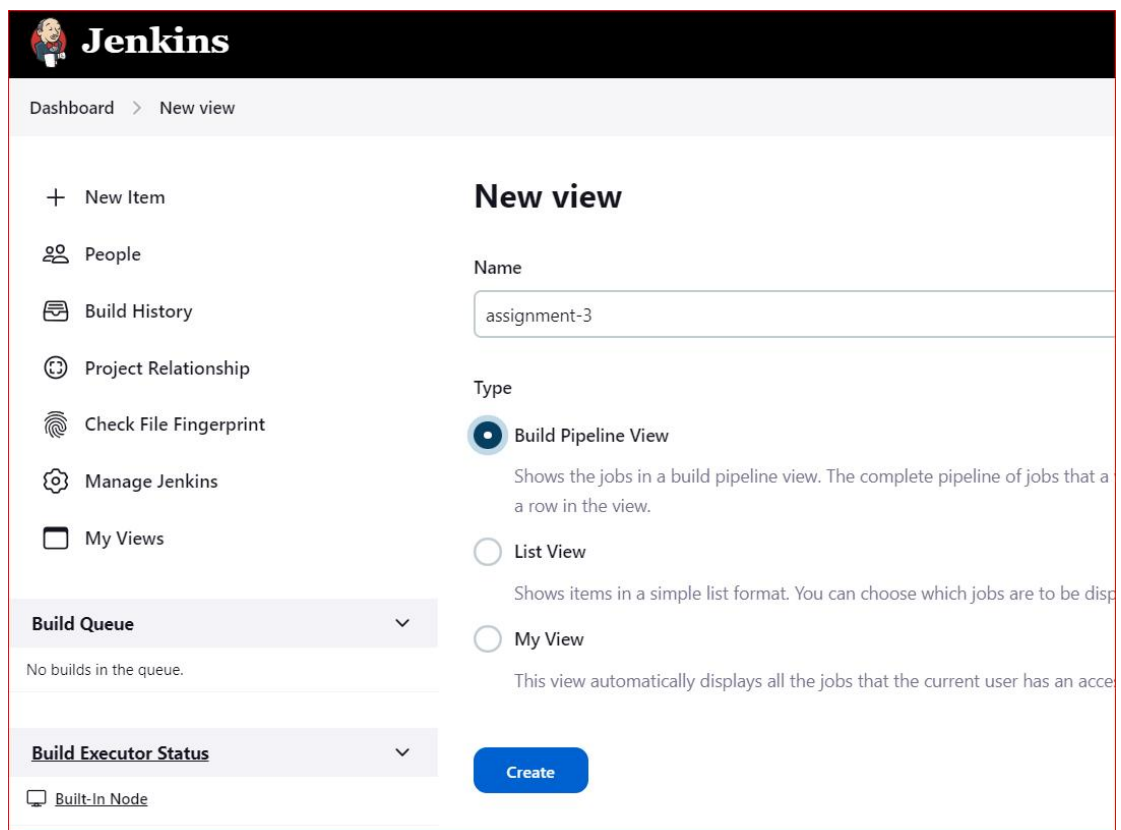 Jenkins
Dashboard > New view
New Item
People
Build History
Project Relationship
Check File Fingerprint
Manage Jenkins
My Views
Build Queue
No builds in the queue.
Build Executor Status
Built-In Node
New view
Name
assignment-3
Type
Build Pipeline View
Shows the jobs in a build pipeline view. The complete pipeline of jobs that a
a row in the view.
List View
Shows items in a simple list format. You can choose which jobs are to be
My View
This view automatically displays all the jobs that the current user has an
Create